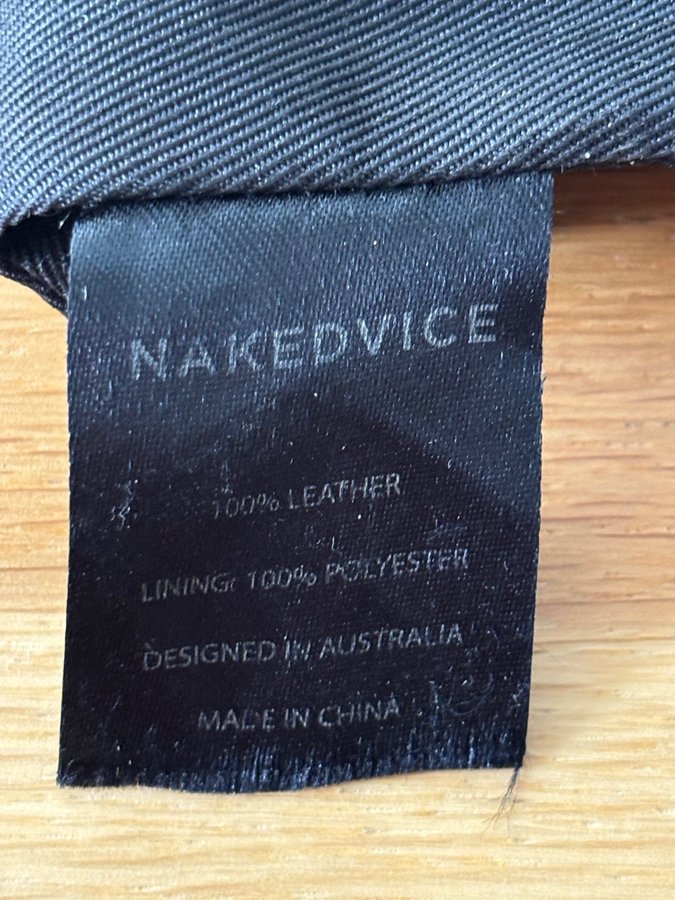 NAKEDVICE
100% LEATHER
LINING: 100% POLYESTER
DESIGNED IN AUSTRALIA
MADE IN CHINA